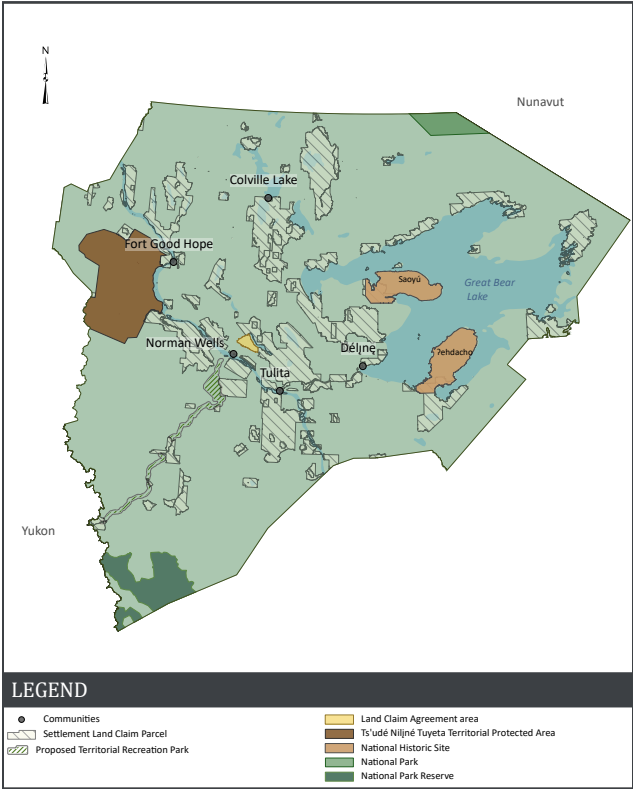 N
Nunavut
Colville Lake
Fort Good Hope
Saoyú
Great Bear
Lake
Norman Wells
Délı̨nę
ʔehdacho
Tulita
Yukon
LEGEND
Communities
Settlement Land Claim Parcel
Proposed Territorial Recreation Park
Land Claim Agreement area
Ts'udé Nilįné Tuyeta Territorial Protected Area
National Historic Site
National Park
National Park Reserve